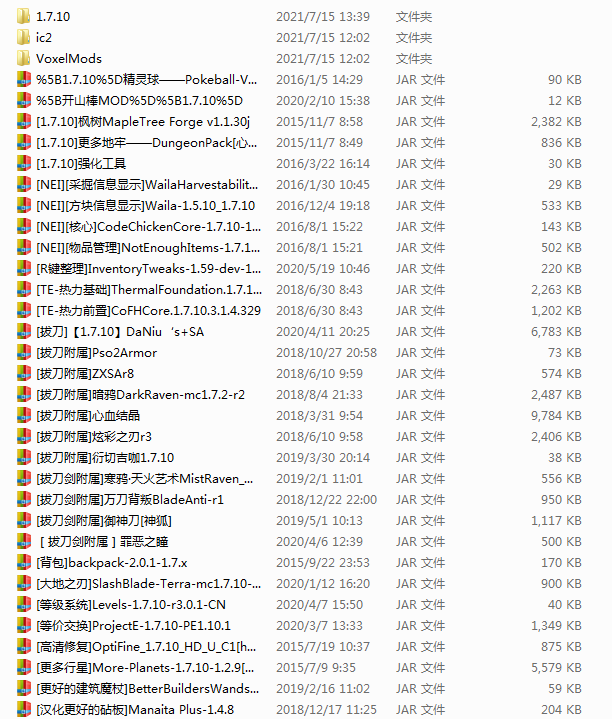 1.7.10 2021/7/15 13:39 文件夹
ic2 2021/7/15 12:02 文件夹
VoxelMods 2021/7/15 12:02 文件夹
%5B1.7.10%5D精灵球——Pokeball-V... 2016/1/5 14:29 JAR 文件 90 KB
%5B开山棒MOD%5D%5B1.7.10%5D 2020/2/10 15:38 JAR 文件 12 KB
[1.7.10]枫树MapleTree Forge v1.1.30j 2015/11/7 8:58 JAR 文件 2,382 KB
[1.7.10]更多地牢——DungeonPack[心... 2015/11/7 8:49 JAR 文件 836 KB
[1.7.10]强化工具 2016/3/22 16:14 JAR 文件 30 KB
[NEI][采掘信息显示]WailaHarvestabilit... 2016/1/30 10:45 JAR 文件 29 KB
[NEI][方块信息显示]Waila-1.5.10_1.7.10 2016/12/4 19:18 JAR 文件 533 KB
[NEI][核心]CodeChickenCore-1.7.10-1... 2016/8/1 15:22 JAR 文件 143 KB
[NEI][物品管理]NotEnoughItems-1.7.1... 2016/8/1 15:21 JAR 文件 502 KB
[R键整理]InventoryTweaks-1.59-dev-1... 2020/5/19 10:46 JAR 文件 220 KB
[TE-热力基础]ThermalFoundation.1.7.1... 2018/6/30 8:43 JAR 文件 2,263 KB
[TE-热力前置]CoFHCore.1.7.10.3.1.4.329 2018/6/30 8:43 JAR 文件 1,202 KB
[拔刀]【1.7.10】DaNiu‘s+SA 2020/4/11 20:25 JAR 文件 6,783 KB
[拔刀附属]Pso2Armor 2018/10/27 20:58 JAR 文件 73 KB
[拔刀附属]ZXSAr8 2018/6/10 9:59 JAR 文件 574 KB
[拔刀附属]暗鸦DarkRaven-mc1.7.2-r2 2018/8/4 21:33 JAR 文件 2,487 KB
[拔刀附属]心血结晶 2018/3/31 9:54 JAR 文件 9,784 KB
[拔刀附属]炫彩之刃r3 2018/6/10 9:58 JAR 文件 2,406 KB
[拔刀附属]衍切吉咖1.7.10 2019/3/30 20:14 JAR 文件 38 KB
[拔刀剑附属]寒鸦·天火艺术MistRaven_... 2019/2/1 11:01 JAR 文件 556 KB
[拔刀剑附属]万刀背叛BladeAnti-r1 2018/12/22 22:00 JAR 文件 950 KB
[拔刀剑附属]御神刀[神狐] 2019/5/1 10:13 JAR 文件 1,117 KB
[ 拔刀剑附属 ] 罪恶之瞳 2020/4/6 12:39 JAR 文件 500 KB
[背包]backpack-2.0.1-1.7.x 2015/9/22 23:53 JAR 文件 170 KB
[大地之刃]SlashBlade-Terra-mc1.7.10-... 2020/1/12 16:20 JAR 文件 900 KB
[等级系统]Levels-1.7.10-r3.0.1-CN 2020/4/7 15:50 JAR 文件 40 KB
[等价交换]ProjectE-1.7.10-PE1.10.1 2020/3/7 13:33 JAR 文件 1,349 KB
[高清修复]OptiFine_1.7.10_HD_U_C1[h... 2015/7/19 10:37 JAR 文件 875 KB
[更多行星]More-Planets-1.7.10-1.2.9[... 2015/7/9 9:35 JAR 文件 5,579 KB
[更好的建筑魔杖]BetterBuildersWands... 2019/2/16 11:02 JAR 文件 59 KB
[汉化更好的砧板]Manaita Plus-1.4.8 2018/12/17 11:25 JAR 文件 204 KB